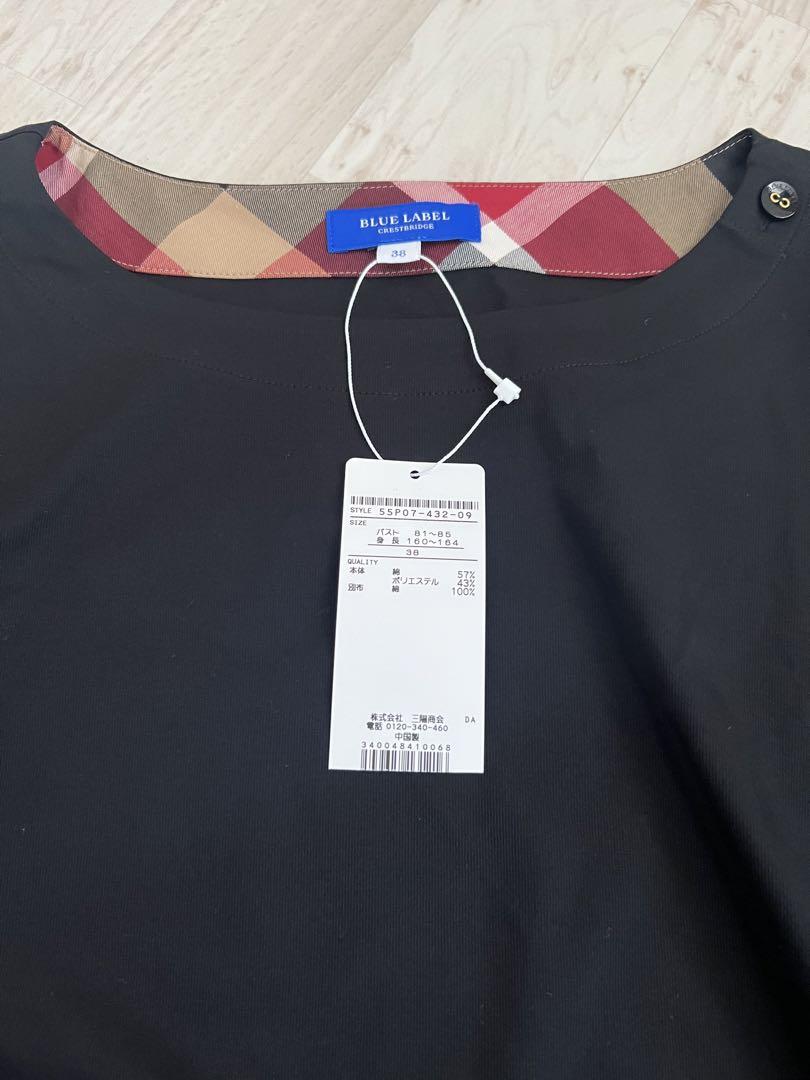 BLUE LABEL
CRESTBRIDGE
38
STYLE 55P07-432-09
SIZE
バスト 81~85
身長 160~164
38
QUALITY
本体 綿 57%
ポリエステル 43%
別布 綿 100%
株式会社 三陽商会 DA
電話 0120-340-460
中国製
340048410068